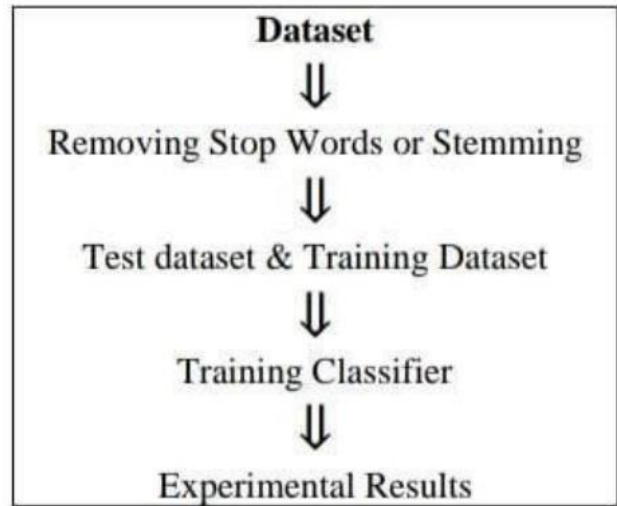 Dataset
⇓
Removing Stop Words or Stemming
⇓
Test dataset & Training Dataset
⇓
Training Classifier
⇓
Experimental Results